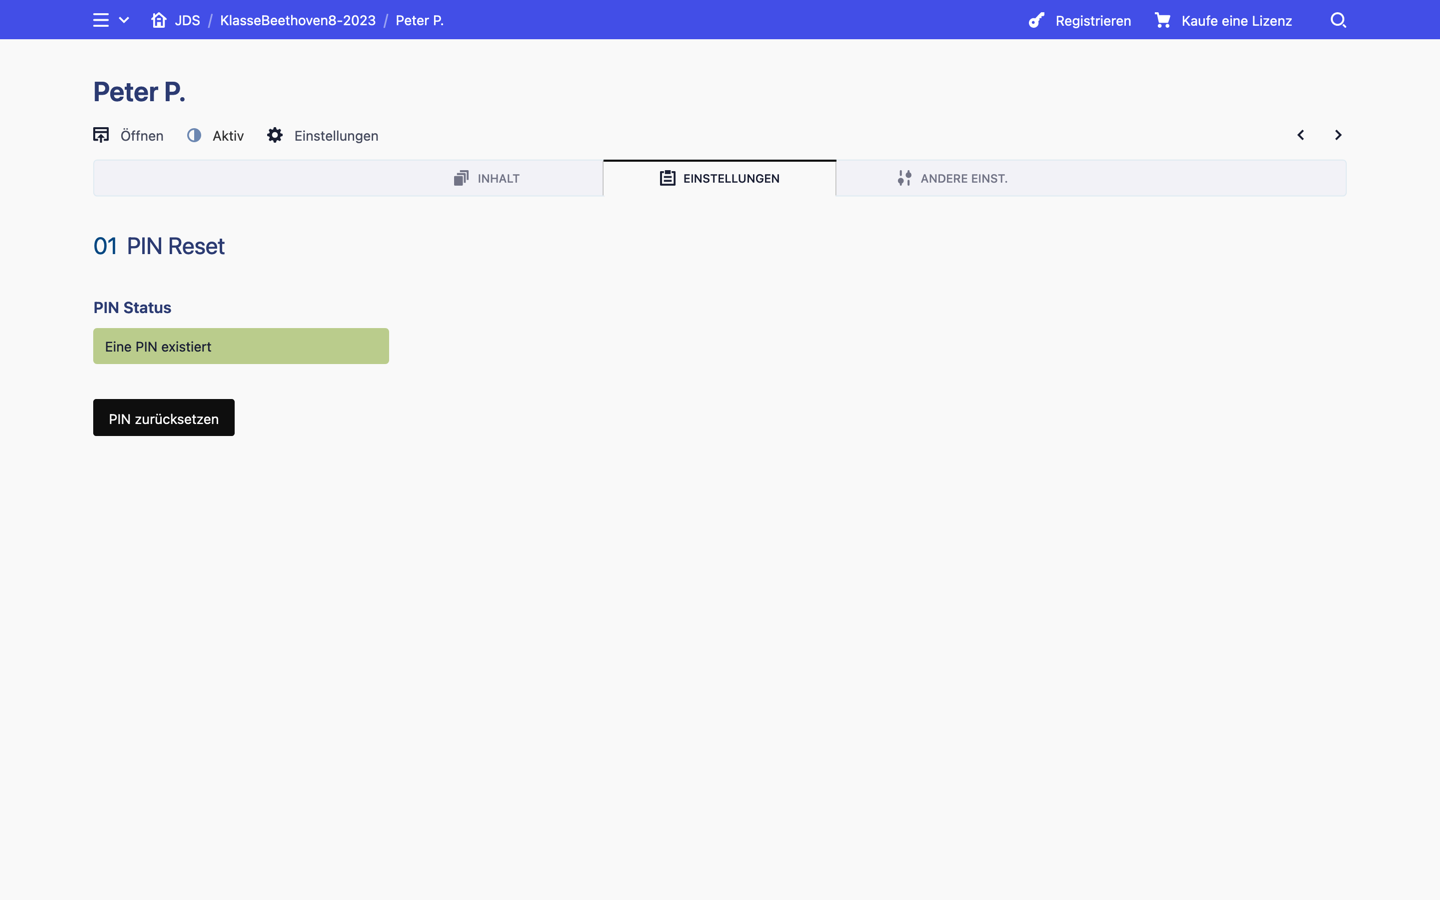 JDS / KlasseBeethoven8-2023 / Peter P. Registrieren Kaufe eine Lizenz
Peter P.
Öffnen Aktiv Einstellungen
INHALT EINSTELLUNGEN ANDERE EINST.
01 PIN Reset
PIN Status
Eine PIN existiert
PIN zurücksetzen